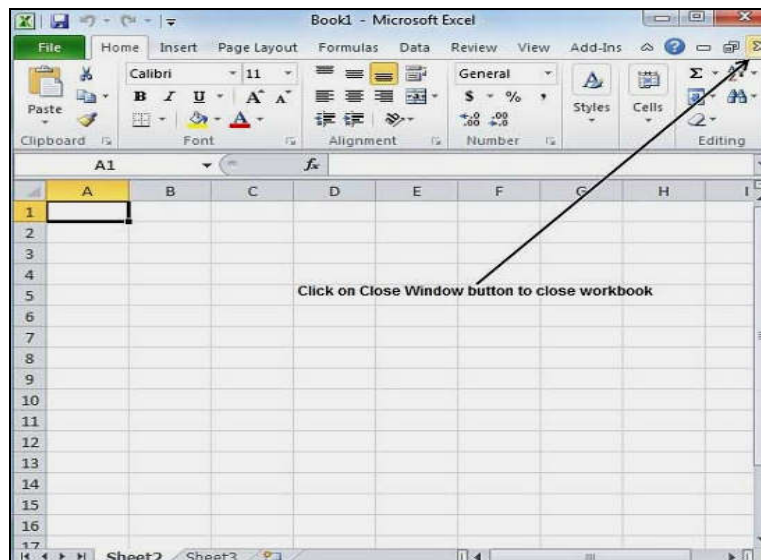 Book1 - Microsoft Excel
File Home Insert Page Layout Formulas Data Review View Add-Ins
Calibri 11 General
B I U A A $ % ,
Paste Styles Cells
Clipboard Font Alignment Number Editing
A1 fx
A B C D E F G H I
1
2
3
4
Click on Close Window button to close workbook
5
6
7
8
9
10
11
12
13
14
15
16
17
Sheet2 Sheet3